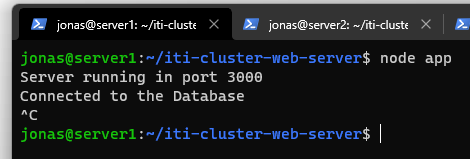 jonas@server1: ~/iti-cluste
jonas@server2: ~/iti-cluste
jonas@server1:~/iti-cluster-web-server$ node app
Server running in port 3000
Connected to the Database
^C
jonas@server1:~/iti-cluster-web-server$